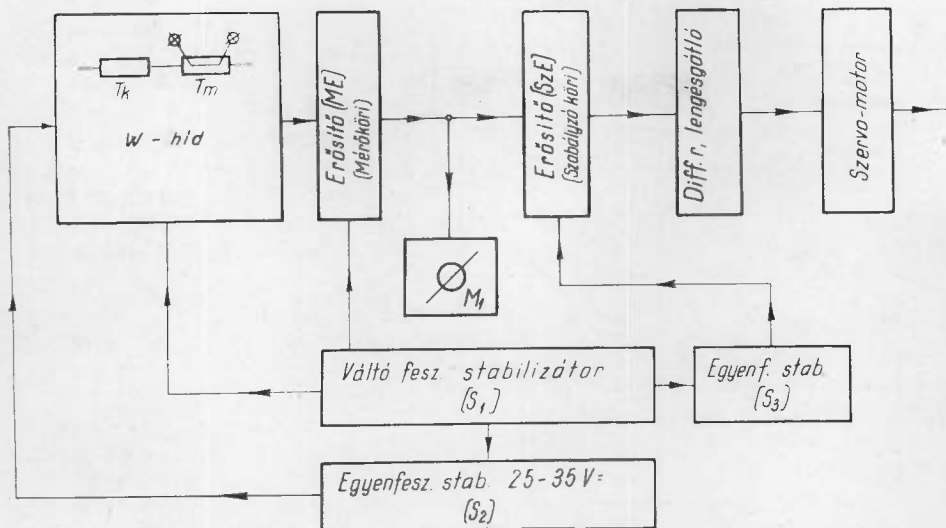 Tk
Tm
W - híd
Erősítő (ME)
(Mérőköri)
M1
Erősítő (SzE)
(Szabályzó köri)
Diff. r, lengésgátló
Szervo-motor
Váltó fesz. stabilizátor
(S1)
Egyenf. stab.
(S3)
Egyenfesz. stab. 25-35 V=
(S2)